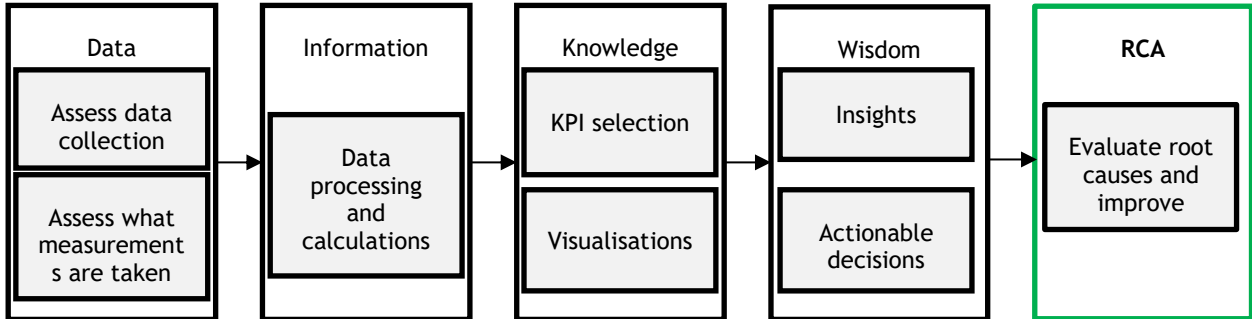 Data
Assess data
collection
Assess what
measurement
s are taken
Information
Data
processing
and
calculations
Knowledge
KPI selection
Visualisations
Wisdom
Insights
Actionable
decisions
RCA
Evaluate root
causes and
improve